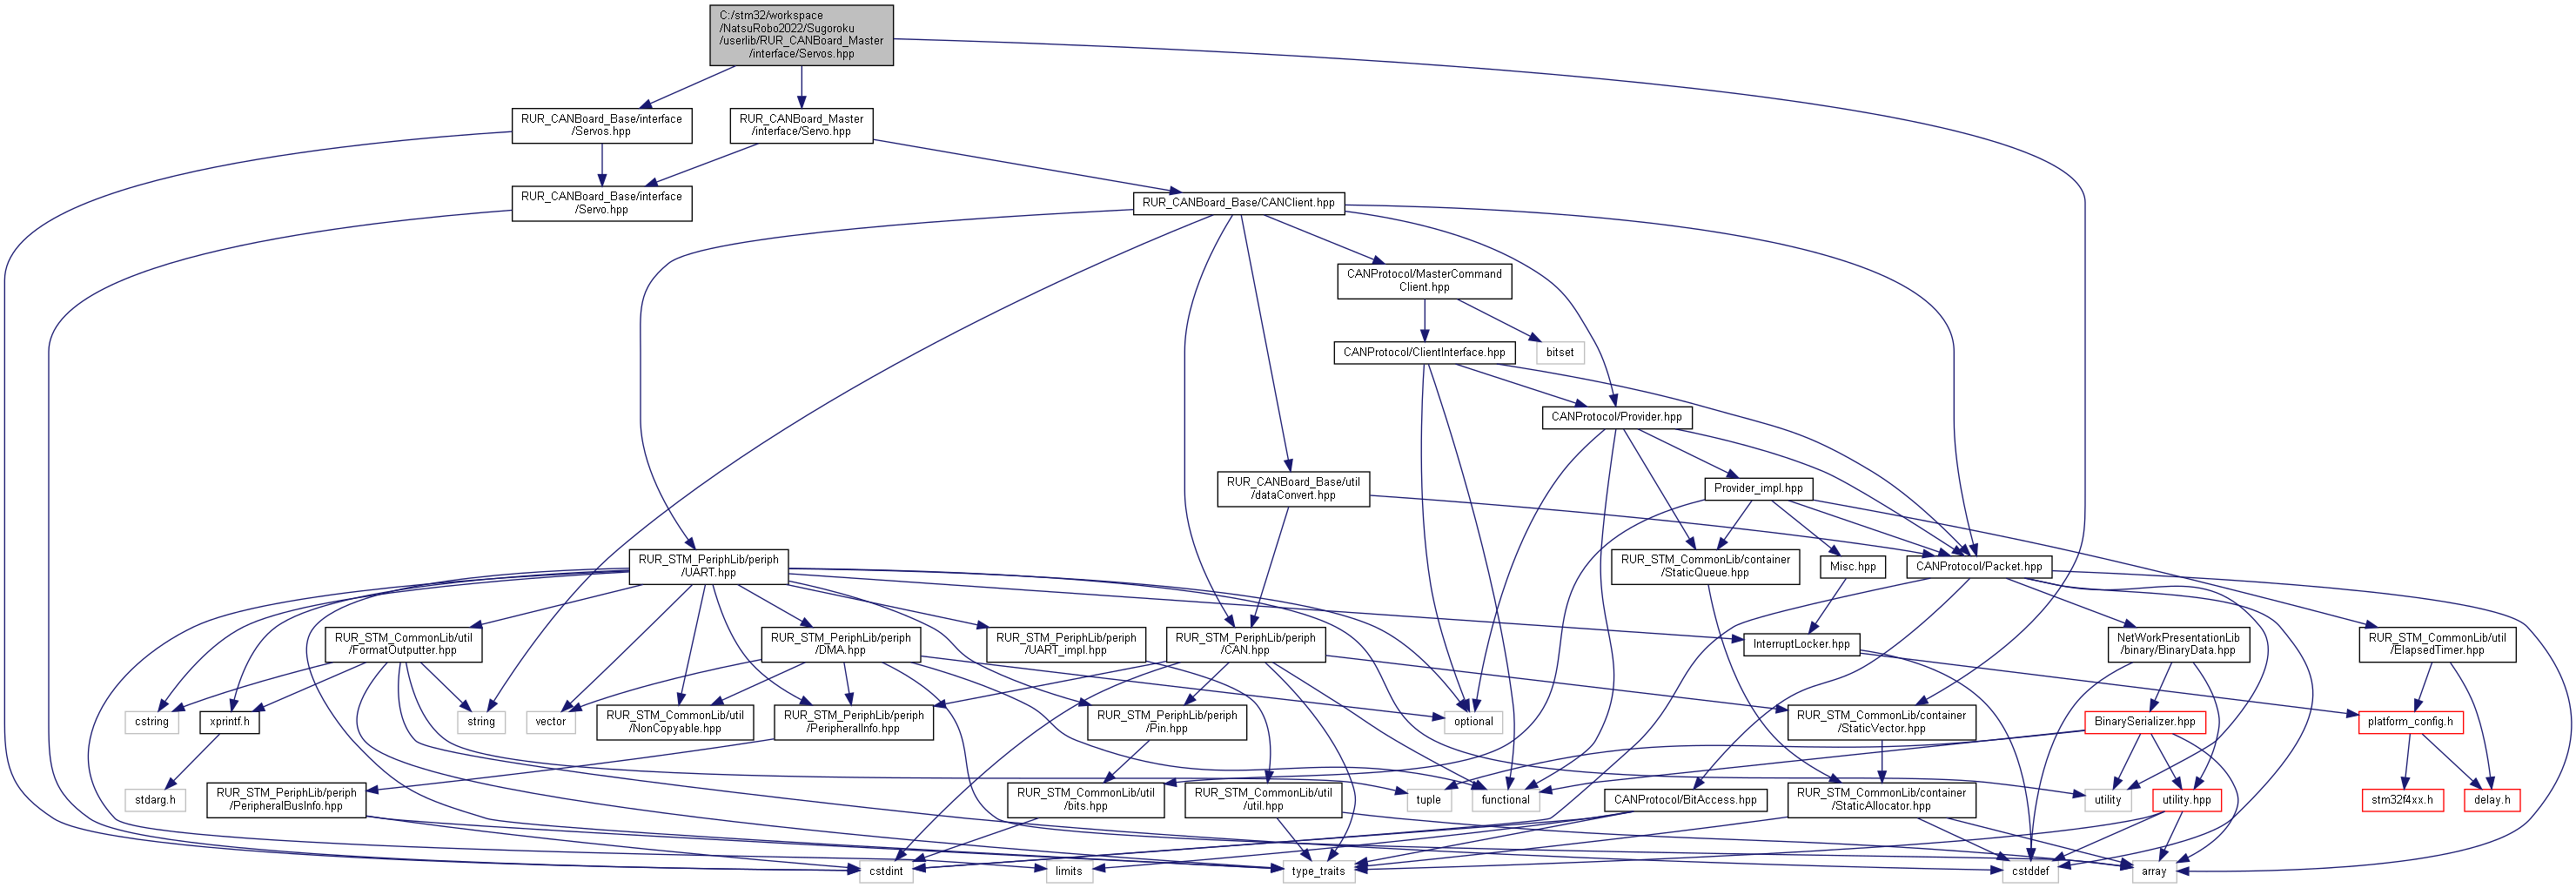 C:/stm32/workspace
/NatsuRobo2022/Sugoroku
/userlib/RUR_CANBoard_Master
/interface/Servos.hpp
RUR_CANBoard_Base/interface
/Servos.hpp
RUR_CANBoard_Master
/interface/Servo.hpp
RUR_CANBoard_Base/interface
/Servo.hpp
RUR_CANBoard_Base/CANClient.hpp
CANProtocol/MasterCommand
Client.hpp
CANProtocol/ClientInterface.hpp
bitset
CANProtocol/Provider.hpp
RUR_CANBoard_Base/util
/dataConvert.hpp
Provider_impl.hpp
RUR_STM_PeriphLib/periph
/UART.hpp
RUR_STM_CommonLib/container
/StaticQueue.hpp
Misc.hpp
CANProtocol/Packet.hpp
RUR_STM_CommonLib/util
/FormatOutputter.hpp
RUR_STM_PeriphLib/periph
/DMA.hpp
RUR_STM_PeriphLib/periph
/UART_impl.hpp
RUR_STM_PeriphLib/periph
/CAN.hpp
InterruptLocker.hpp
NetWorkPresentationLib
/binary/BinaryData.hpp
RUR_STM_CommonLib/util
/ElapsedTimer.hpp
cstring
xprintf.h
string
vector
RUR_STM_CommonLib/util
/NonCopyable.hpp
RUR_STM_PeriphLib/periph
/PeripheralInfo.hpp
optional
RUR_STM_PeriphLib/periph
/Pin.hpp
RUR_STM_CommonLib/container
/StaticVector.hpp
BinarySerializer.hpp
platform_config.h
stdarg.h
RUR_STM_PeriphLib/periph
/PeripheralBusInfo.hpp
RUR_STM_CommonLib/util
/bits.hpp
RUR_STM_CommonLib/util
/util.hpp
tuple
functional
CANProtocol/BitAccess.hpp
RUR_STM_CommonLib/container
/StaticAllocator.hpp
utility
utility.hpp
stm32f4xx.h
delay.h
cstdint
limits
type_traits
cstddef
array